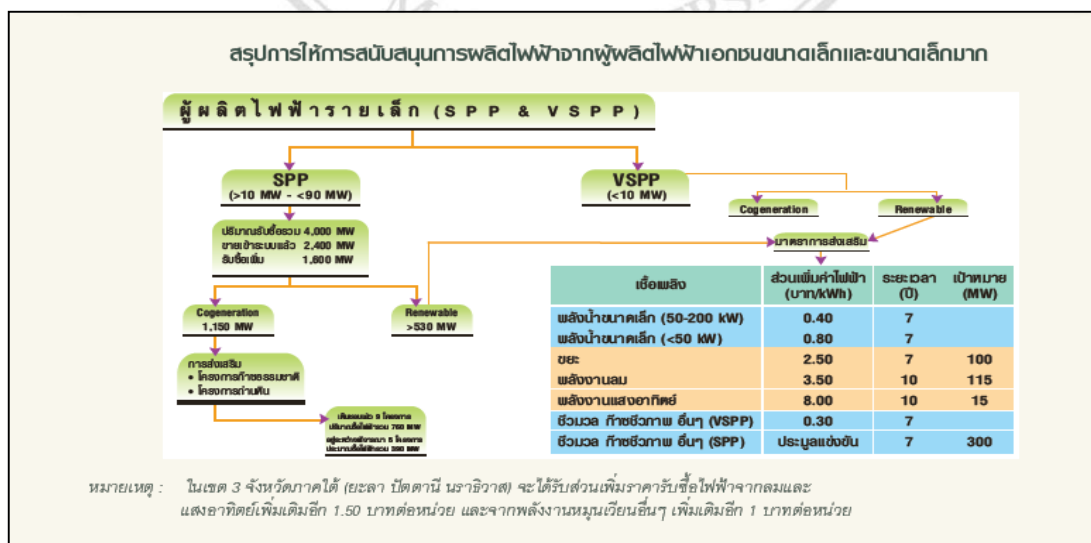 สรุปการให้การสนับสนุนการผลิตไฟฟ้าจากผู้ผลิตไฟฟ้าเอกชนขนาดเล็กและขนาดเล็กมาก
ผู้ผลิตไฟฟ้ารายเล็ก (SPP & VSPP)
SPP
(>10 MW - <90 MW)
VSPP
(<10 MW)
Cogeneration
Renewable
ปริมาณรับซื้อรวม 4,000 MW
ขายเข้าระบบแล้ว 2,400 MW
รับซื้อเพิ่ม 1,600 MW
มาตราการส่งเสริม
Cogeneration
1,150 MW
Renewable
>530 MW
การส่งเสริม
• โครงการก๊าซธรรมชาติ
• โครงการถ่านหิน
ปริมาณซื้อไฟฟ้ารวม 760 MW
5 โครงการ
เชื้อเพลิง ส่วนเพิ่มค่าไฟฟ้า (บาท/kWh) ระยะเวลา (ปี) เป้าหมาย (MW)
พลังน้ำขนาดเล็ก (50-200 kW) 0.40 7
พลังน้ำขนาดเล็ก (<50 kW) 0.80 7
ขยะ 2.50 7 100
พลังงานลม 3.50 10 115
พลังงานแสงอาทิตย์ 8.00 10 15
ชีวมวล ก๊าซชีวภาพ อื่นๆ (VSPP) 0.30 7
ชีวมวล ก๊าซชีวภาพ อื่นๆ (SPP) ประมูลแข่งขัน 7 300
หมายเหตุ : ในเขต 3 จังหวัดภาคใต้ (ยะลา ปัตตานี นราธิวาส) จะได้รับส่วนเพิ่มราคารับซื้อไฟฟ้าจากลมและ
แสงอาทิตย์เพิ่มเติมอีก 1.50 บาทต่อหน่วย และจากพลังงานหมุนเวียนอื่นๆ เพิ่มเติมอีก 1 บาทต่อหน่วย